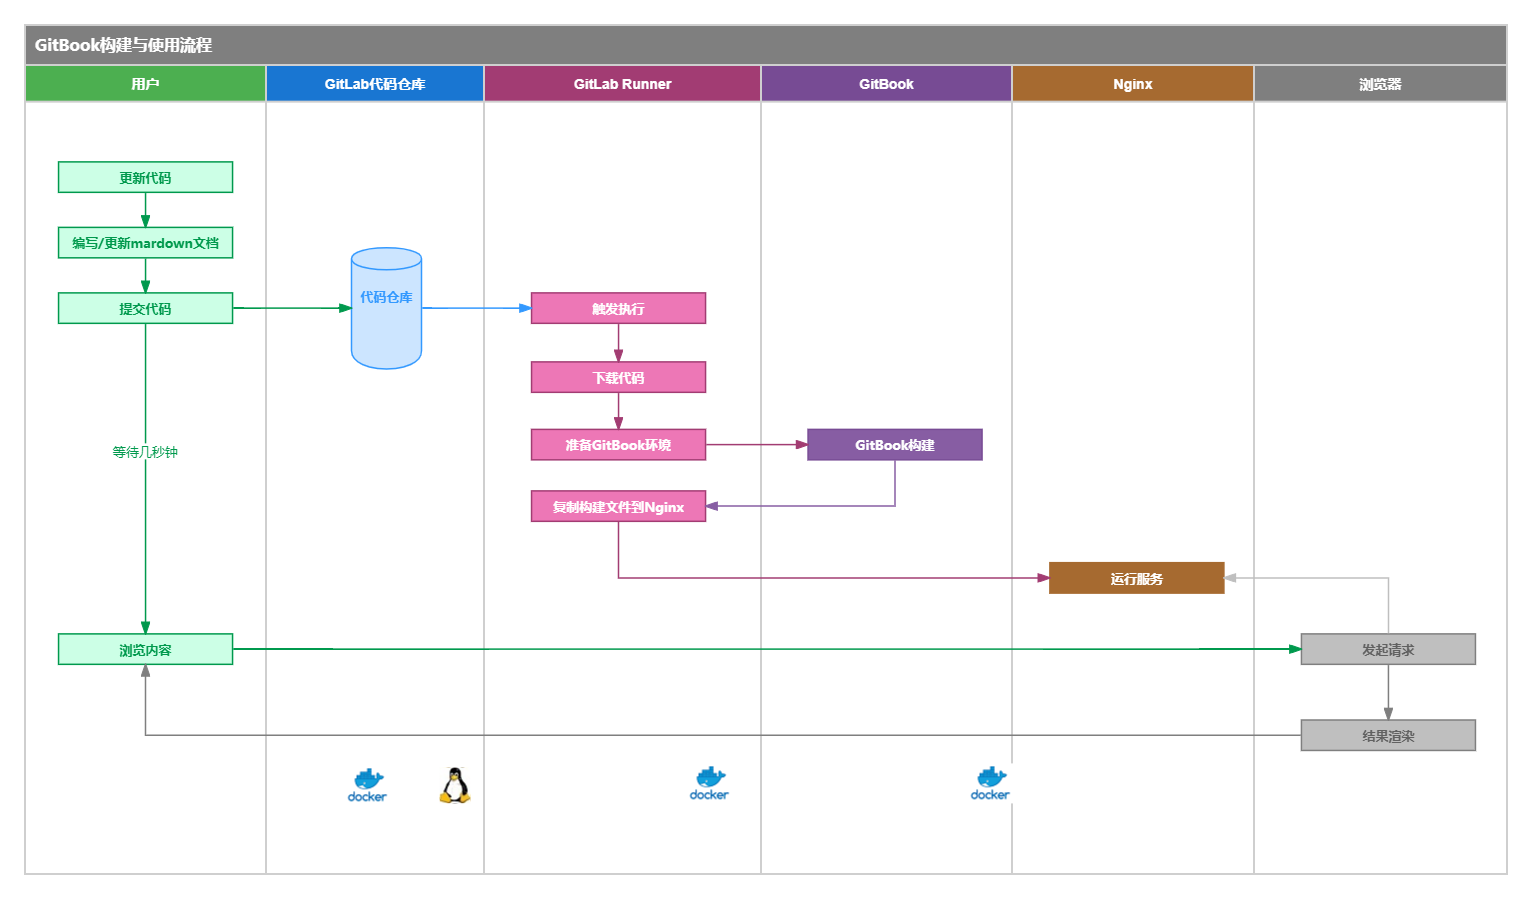 GitBook构建与使用流程
用户
GitLab代码仓库
GitLab Runner
GitBook
Nginx
浏览器
更新代码
编写/更新mardown文档
提交代码
代码仓库
触发执行
下载代码
准备GitBook环境
GitBook构建
等待几秒钟
复制构建文件到Nginx
运行服务
浏览内容
发起请求
结果渲染
docker
docker
docker